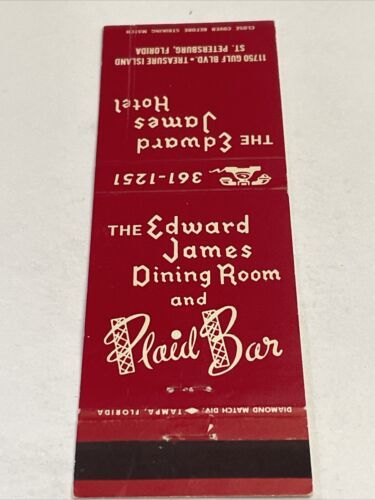 CLOSE COVER BEFORE STRIKING MATCH
11750 GULF BLVD. • TREASURE ISLAND
ST. PETERSBURG, FLORIDA
THE Edward
James
Hotel
361-1251
THE Edward
James
Dining Room
and
Plaid Bar
DIAMOND MATCH DIV. ◆ TAMPA, FLORIDA